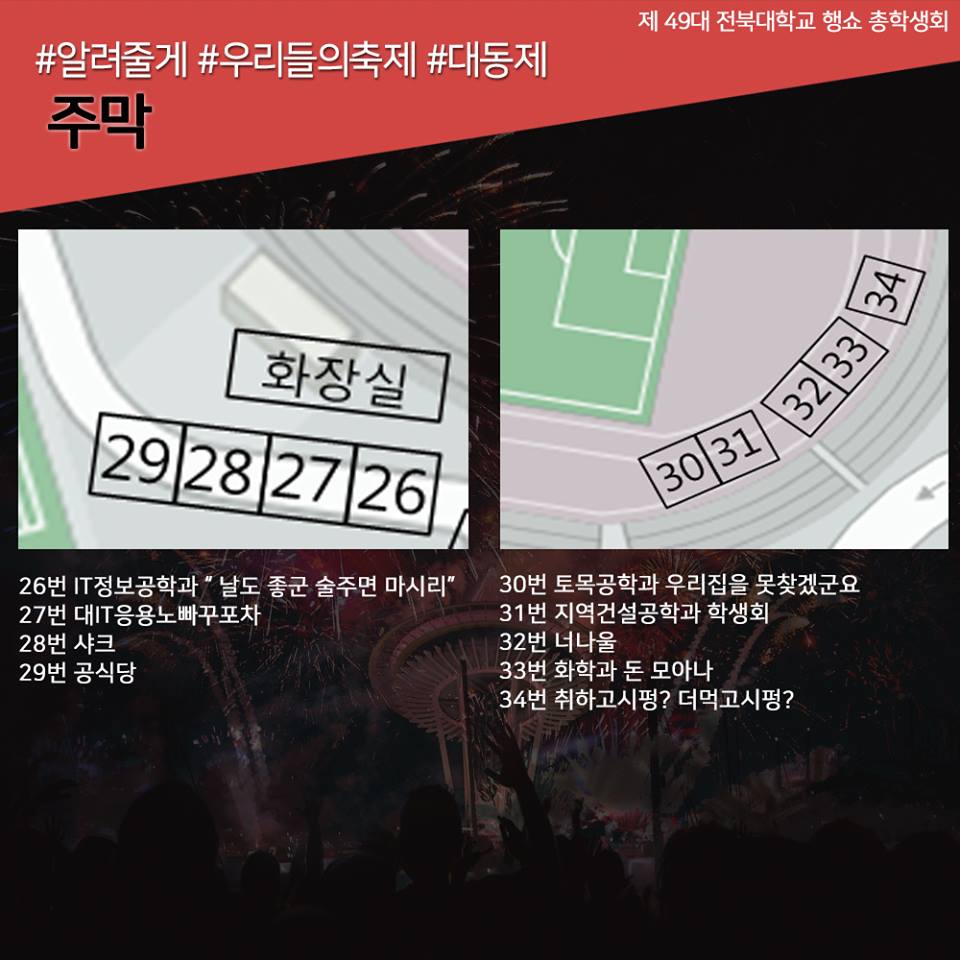 제 49대 전북대학교 행쇼 총학생회
#알려줄게 #우리들의축제 #대동제
주막
화장실
29 28 27 26
34
33
32
31
30
26번 IT정보공학과 “ 날도 좋군 술주면 마시리”
27번 대IT응용노빠꾸포차
28번 샤크
29번 공식당
30번 토목공학과 우리집을 못찾겠군요
31번 지역건설공학과 학생회
32번 너나울
33번 화학과 돈 모아나
34번 취하고시평? 더먹고시평?